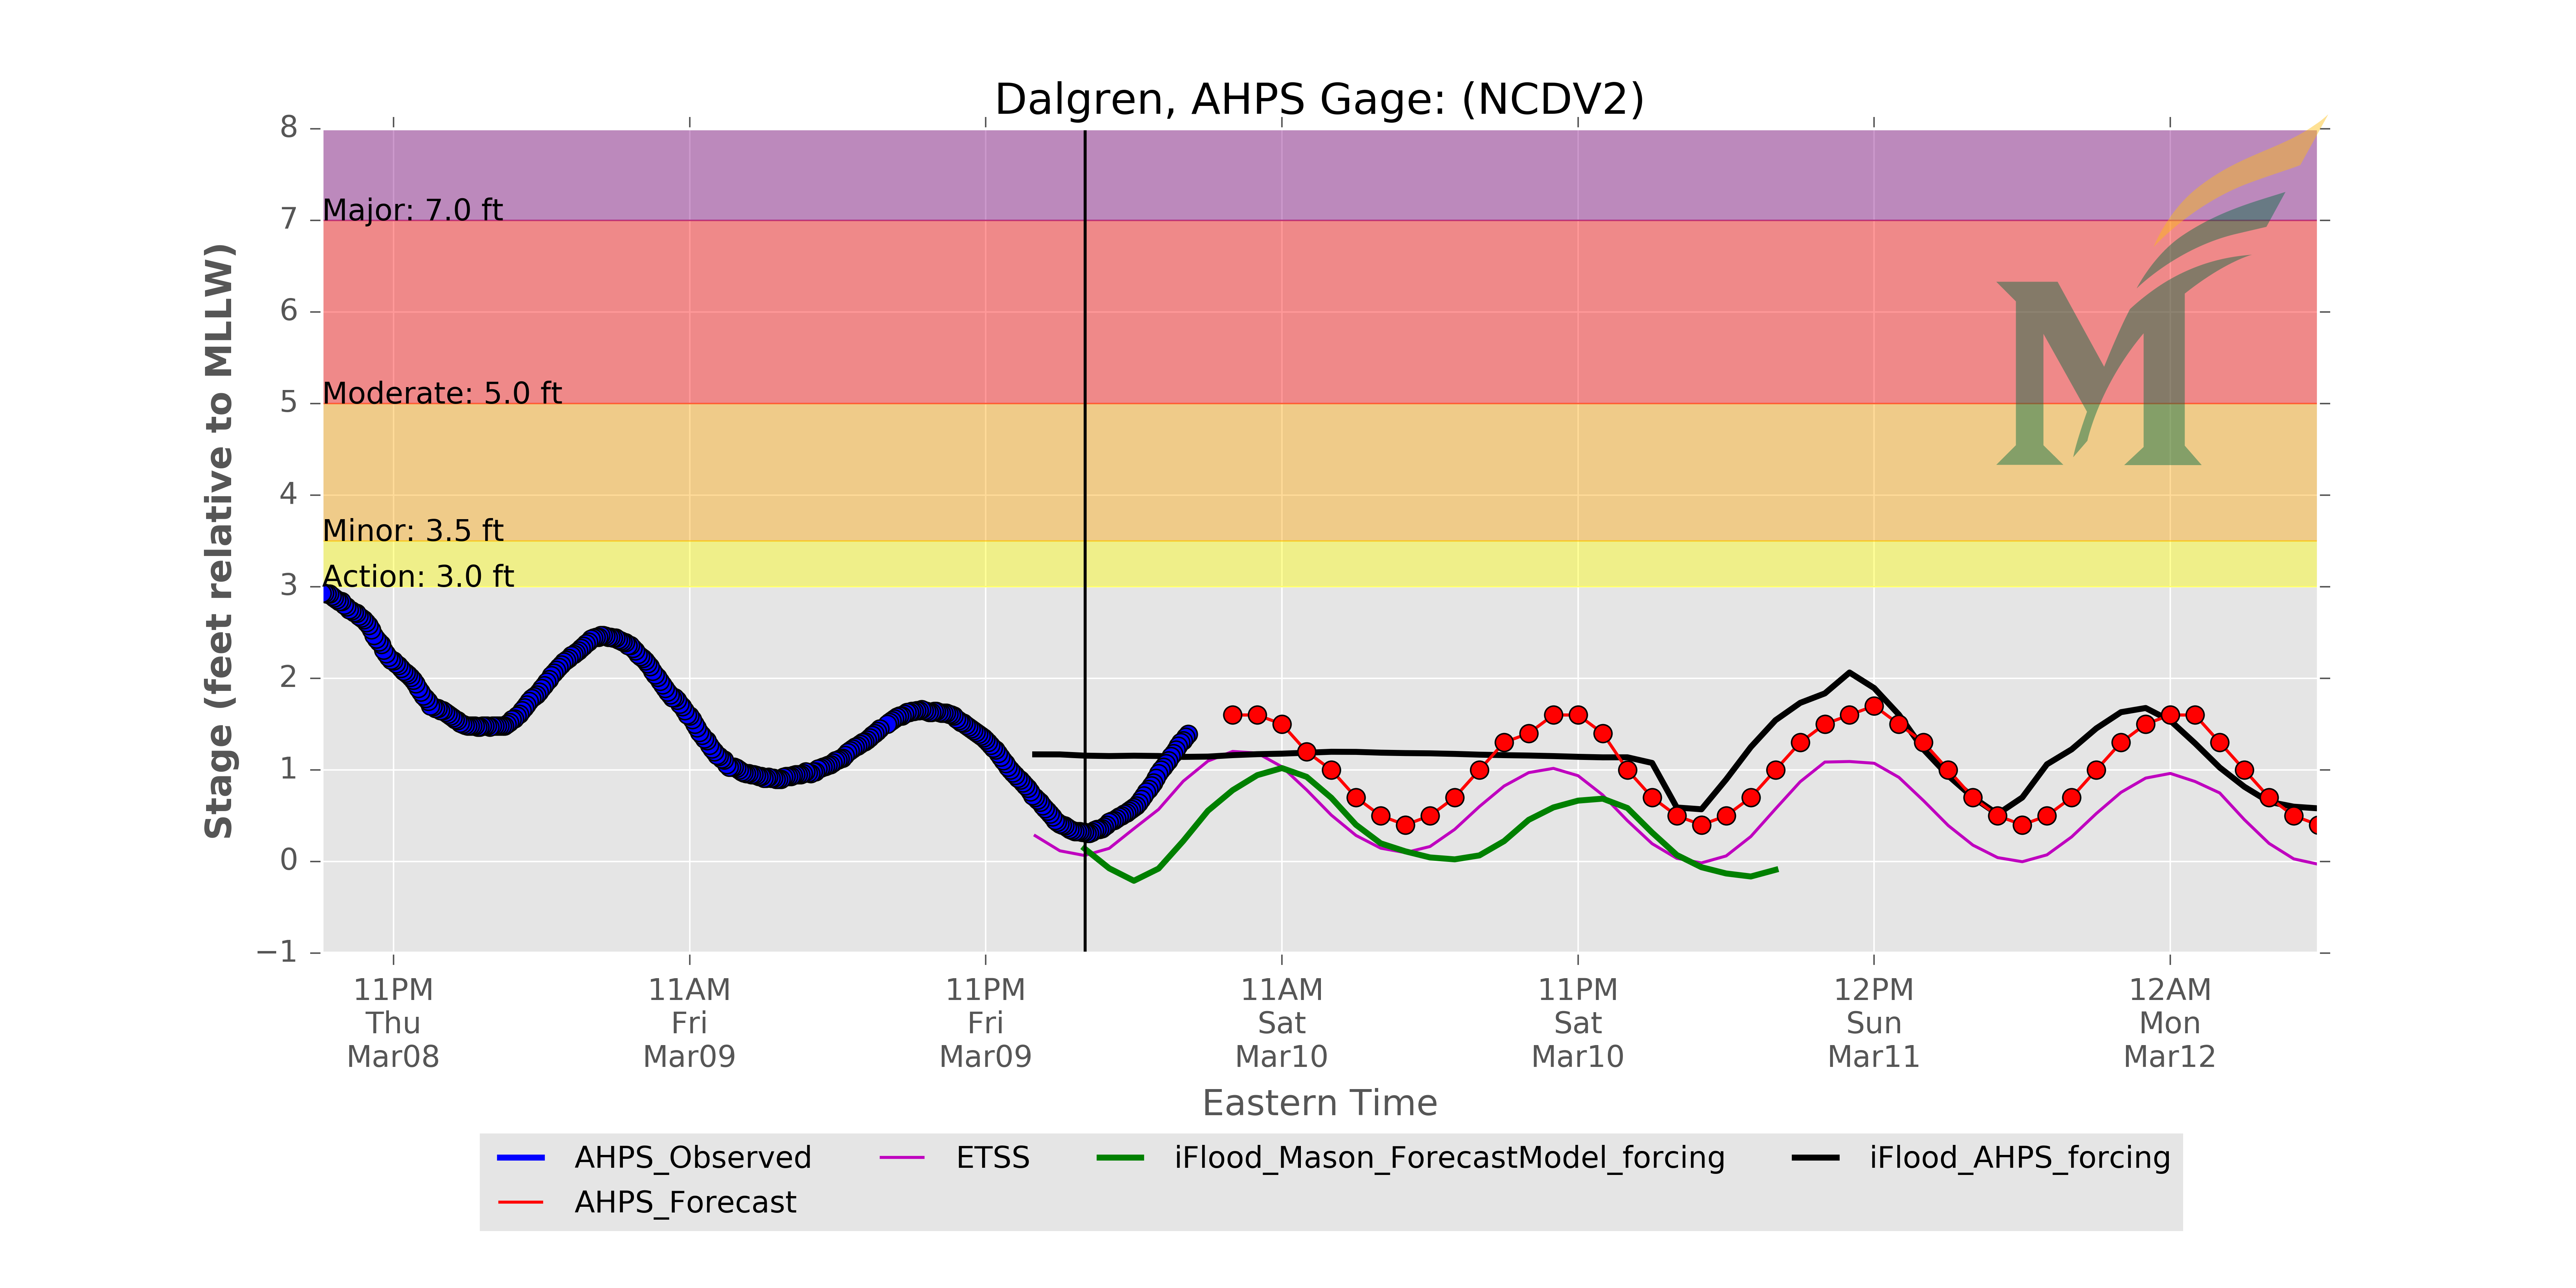 Dalgren, AHPS Gage: (NCDV2)
8
7
6
5
4
3
2
1
0
−1
Stage (feet relative to MLLW)
Major: 7.0 ft
Moderate: 5.0 ft
Minor: 3.5 ft
Action: 3.0 ft
M
11PM 11AM 11PM 11AM 11PM 12PM 12AM
Thu Fri Fri Sat Sat Sun Mon
Mar08 Mar09 Mar09 Mar10 Mar10 Mar11 Mar12
Eastern Time
AHPS_Observed ETSS iFlood_Mason_ForecastModel_forcing iFlood_AHPS_forcing
AHPS_Forecast